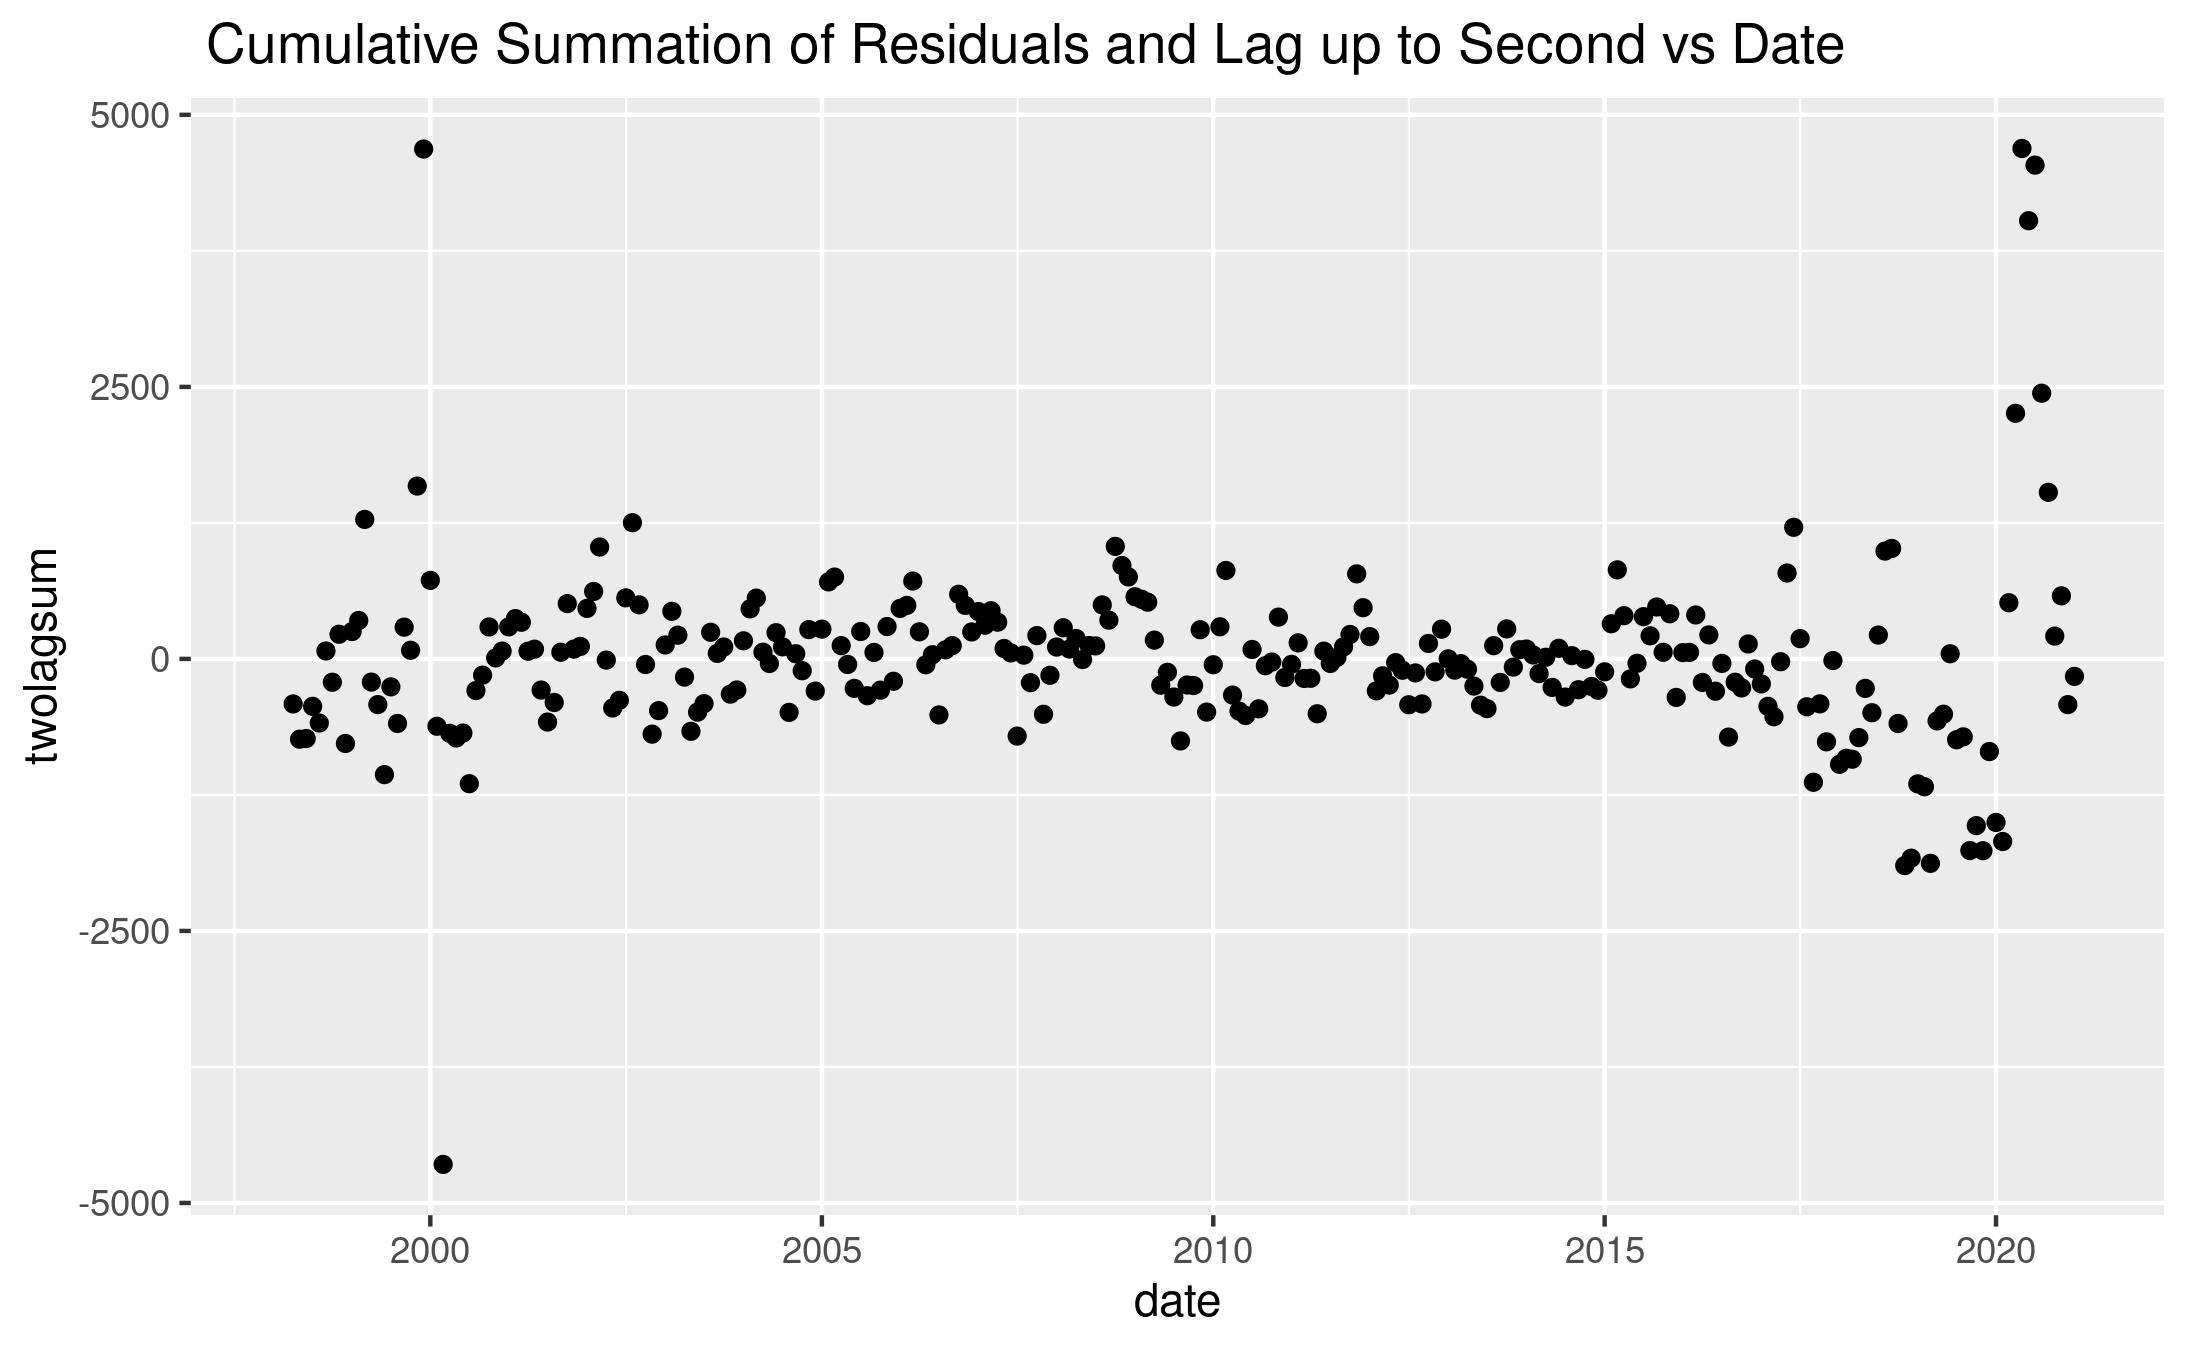 Cumulative Summation of Residuals and Lag up to Second vs Date
5000
2500
0
-2500
-5000
twolagsum
2000 2005 2010 2015 2020
date